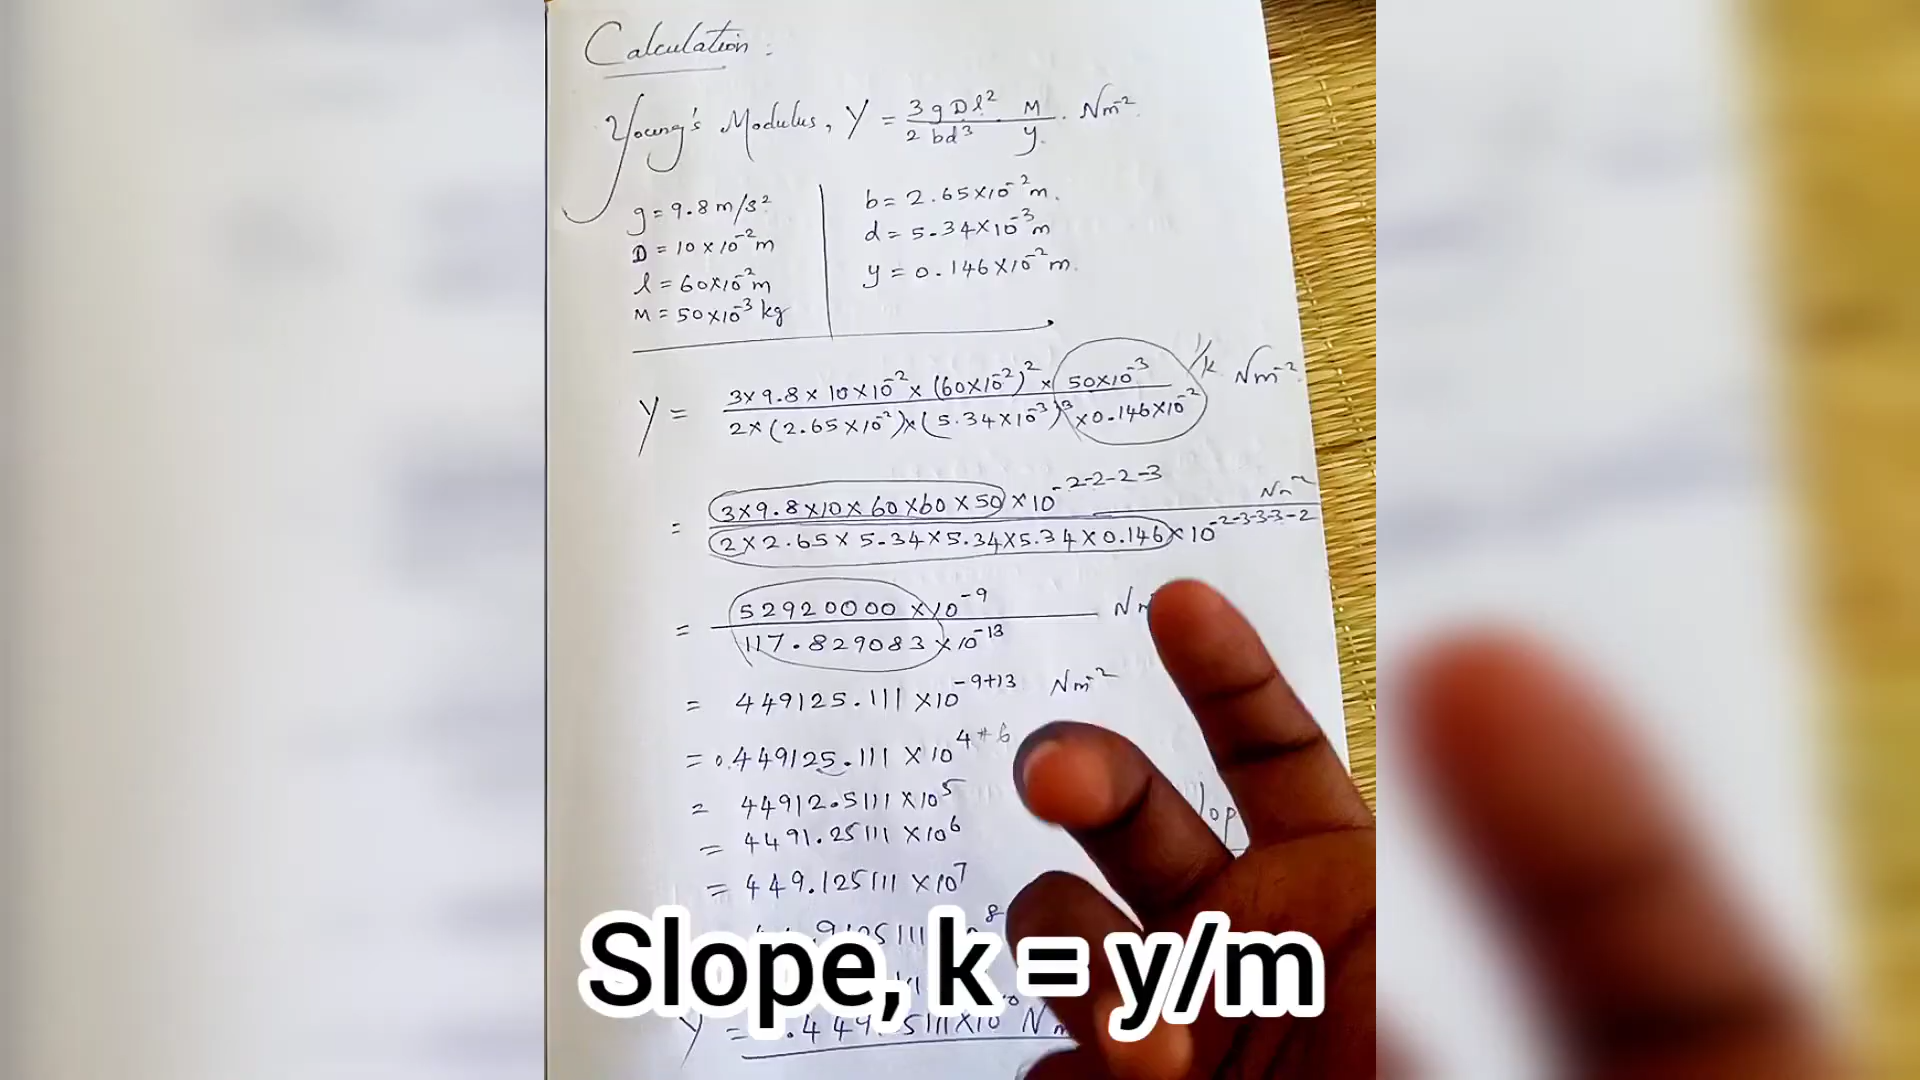 Calculation:
Young's Modulus, Y = 3gDl² / 2bd³ · M/y. Nm⁻²
g = 9.8 m/s²
D = 10×10⁻² m
l = 60×10⁻² m
M = 50×10⁻³ kg
b = 2.65×10⁻² m.
d = 5.34×10⁻³ m
y = 0.146×10⁻² m.
Y = 3×9.8×10×10⁻²×(60×10⁻²)² × 50×10⁻³ / 2×(2.65×10⁻²)×(5.34×10⁻³)³ ×0.146×10⁻² 1/k Nm⁻²
= 3×9.8×10×60×60×50×10⁻²⁻²⁻²⁻³ / 2×2.65×5.34×5.34×5.34×0.146×10⁻²⁻³⁻³⁻³⁻² Nm⁻²
= 52920000×10⁻⁹ / 117.829083×10⁻¹³
= 449125.111×10⁻⁹⁺¹³ Nm⁻²
= 0.449125.111×10⁴⁺⁶
= 44912.5111×10⁵
= 4491.25111×10⁶
= 449.125111×10⁷
Slope, k = y/m